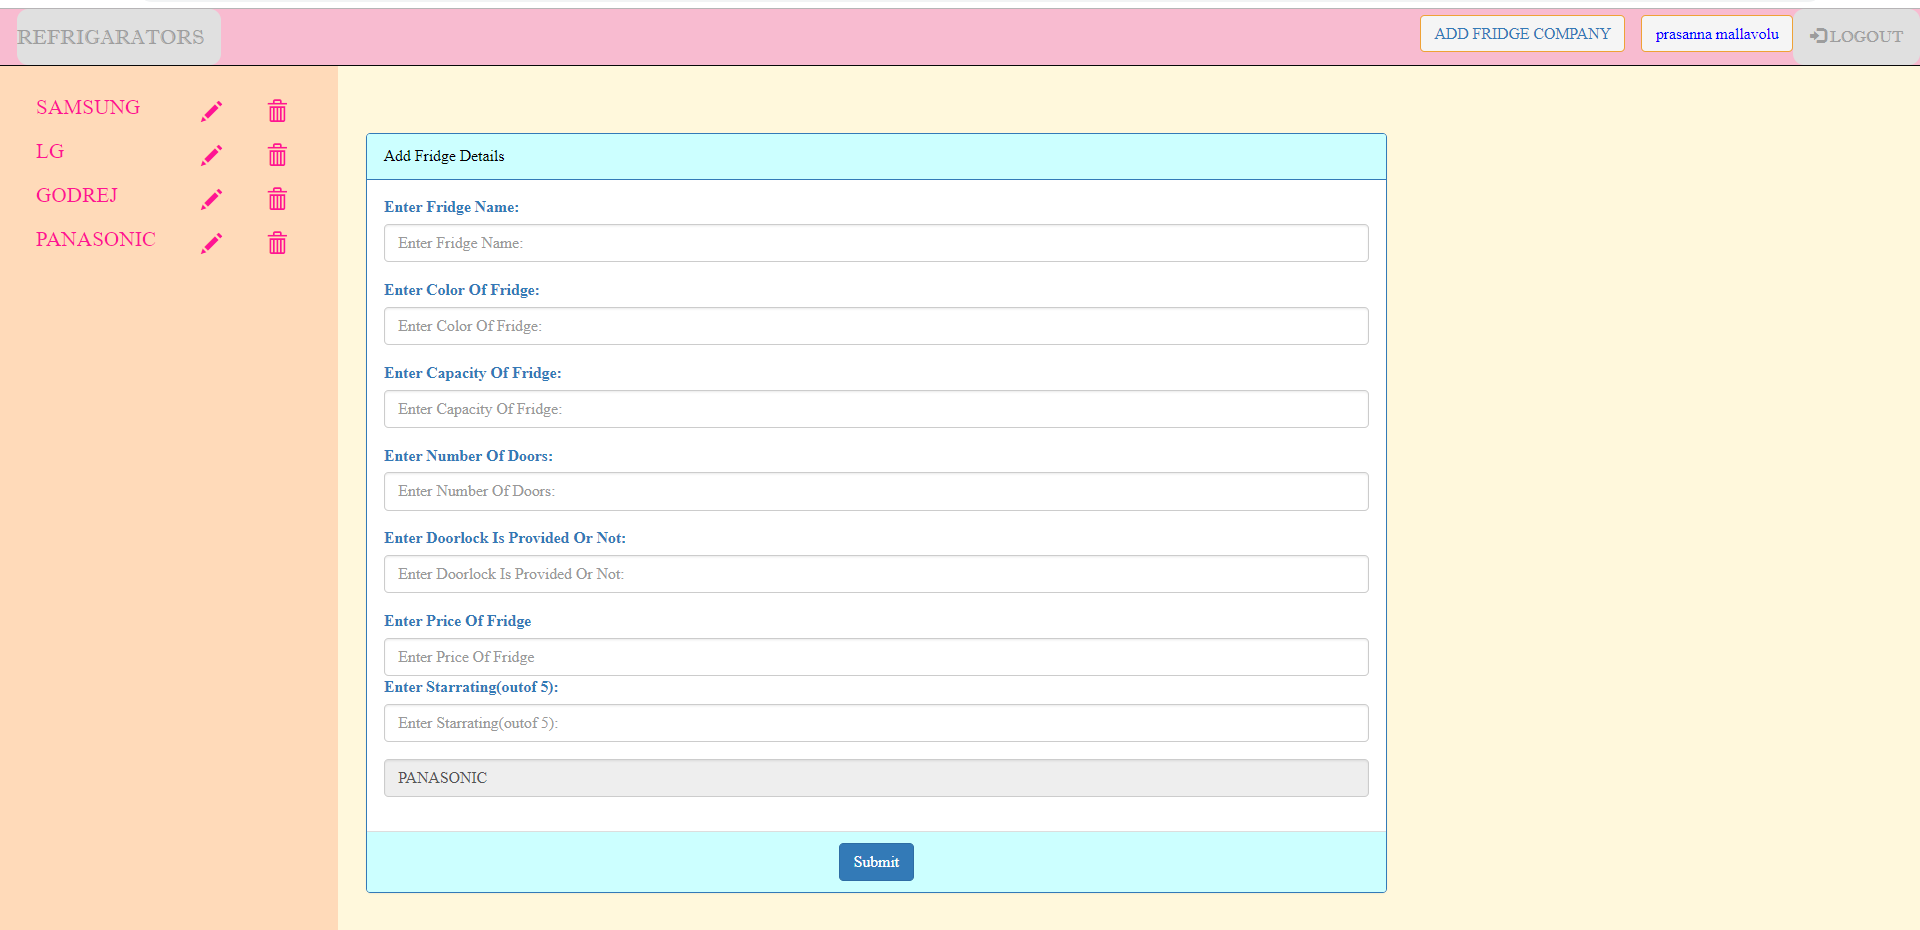 REFRIGARATORS
ADD FRIDGE COMPANY
prasanna mallavolu
LOGOUT
SAMSUNG
LG
GODREJ
PANASONIC
Add Fridge Details
Enter Fridge Name:
Enter Fridge Name:
Enter Color Of Fridge:
Enter Color Of Fridge:
Enter Capacity Of Fridge:
Enter Capacity Of Fridge:
Enter Number Of Doors:
Enter Number Of Doors:
Enter Doorlock Is Provided Or Not:
Enter Doorlock Is Provided Or Not:
Enter Price Of Fridge
Enter Price Of Fridge
Enter Starrating(outof 5):
Enter Starrating(outof 5):
PANASONIC
Submit